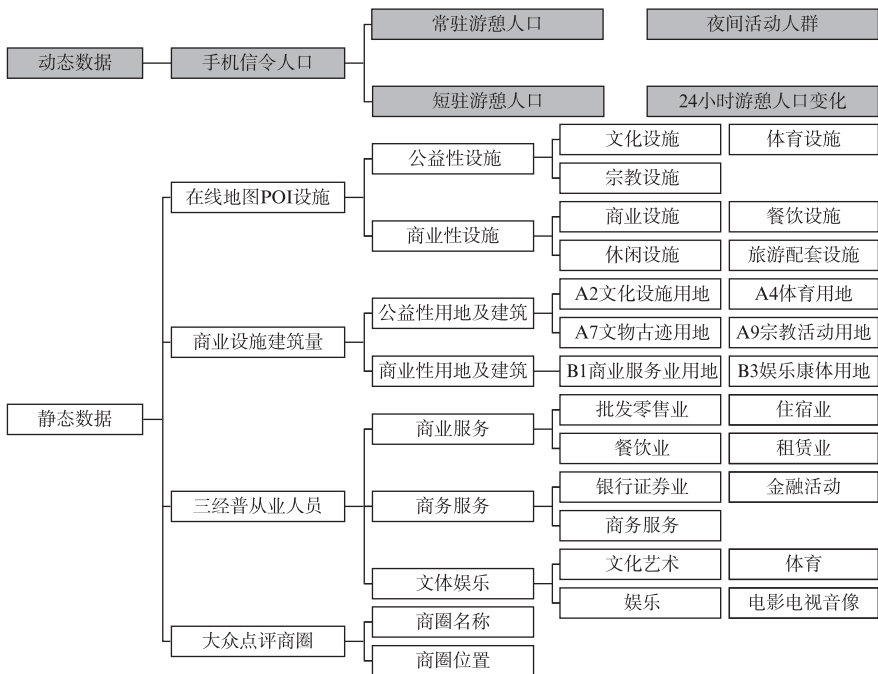 常驻游憩人口
夜间活动人群
动态数据
手机信令人口
短驻游憩人口
24小时游憩人口变化
文化设施
体育设施
公益性设施
宗教设施
在线地图POI设施
商业设施
餐饮设施
商业性设施
休闲设施
旅游配套设施
A2文化设施用地
A4体育用地
公益性用地及建筑
A7文物古迹用地
A9宗教活动用地
商业设施建筑量
商业性用地及建筑
B1商业服务业用地
B3娱乐康体用地
静态数据
批发零售业
住宿业
商业服务
餐饮业
租赁业
银行证券业
金融活动
三经普从业人员
商务服务
商务服务
文化艺术
体育
文体娱乐
娱乐
电影电视音像
商圈名称
大众点评商圈
商圈位置